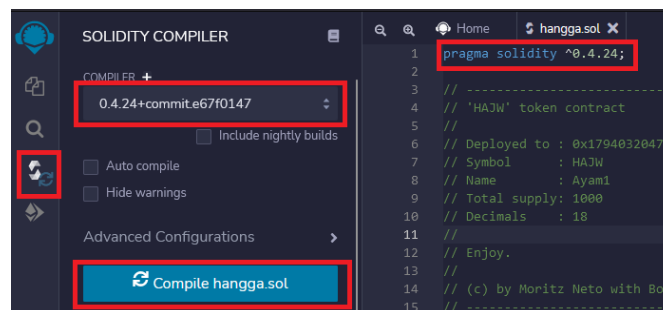 SOLIDITY COMPILER
COMPILER +
0.4.24+commit.e67f0147
Include nightly builds
Auto compile
Hide warnings
Advanced Configurations
Compile hangga.sol
Home
hangga.sol
1 pragma solidity ^0.4.24;
2
3 // --------------------------
4 // 'HAJW' token contract
5 //
6 // Deployed to : 0x1794032047
7 // Symbol : HAJW
8 // Name : Ayam1
9 // Total supply: 1000
10 // Decimals : 18
11 //
12 // Enjoy.
13 //
14 // (c) by Moritz Neto with Bo
15 // --------------------------